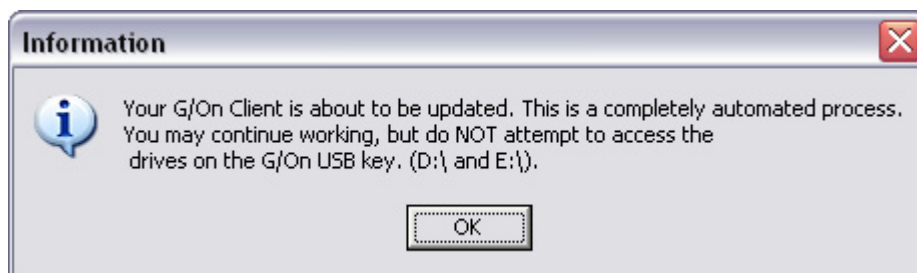 Information
Your G/On Client is about to be updated. This is a completely automated process.
You may continue working, but do NOT attempt to access the
drives on the G/On USB key. (D:\ and E:\).
OK